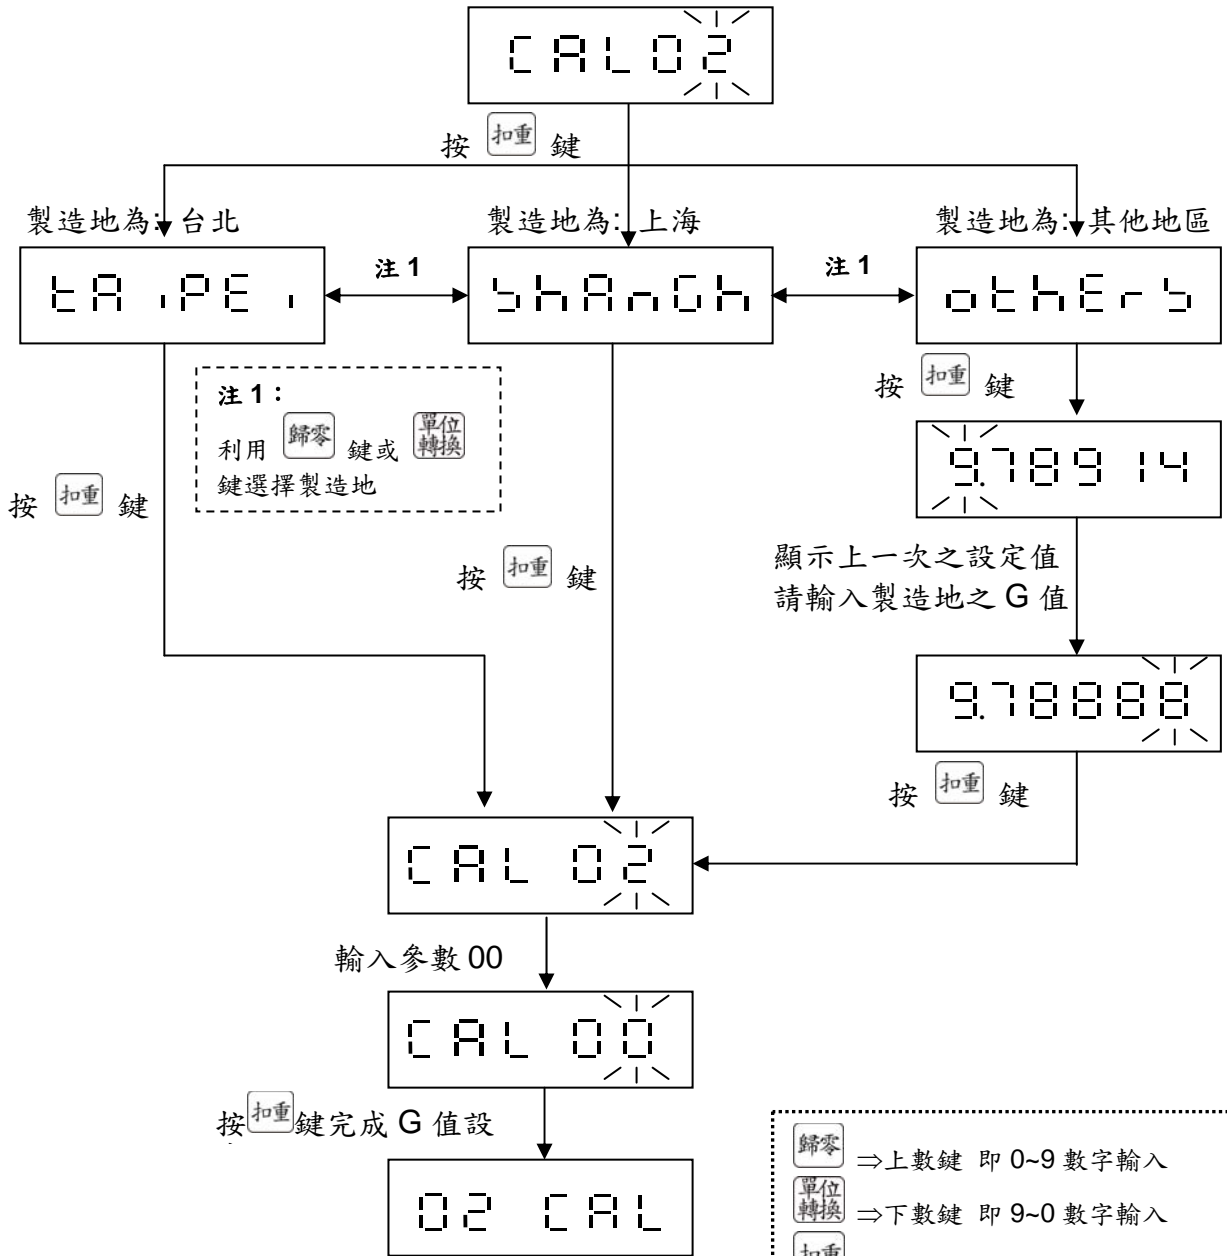 CAL02
按 扣重 鍵
製造地為: 台北
製造地為: 上海
製造地為: 其他地區
tAiPEi
注 1
ShAnGh
注 1
othErS
注 1：
利用 歸零 鍵或 單位轉換
鍵選擇製造地
按 扣重 鍵
9.78914
按 扣重 鍵
按 扣重 鍵
顯示上一次之設定值
請輸入製造地之 G 值
9.78888
按 扣重 鍵
CAL 02
輸入參數 00
CAL 00
按扣重鍵完成 G 值設
02 CAL
歸零 ⇒上數鍵 即 0~9 數字輸入
單位轉換 ⇒下數鍵 即 9~0 數字輸入
扣重